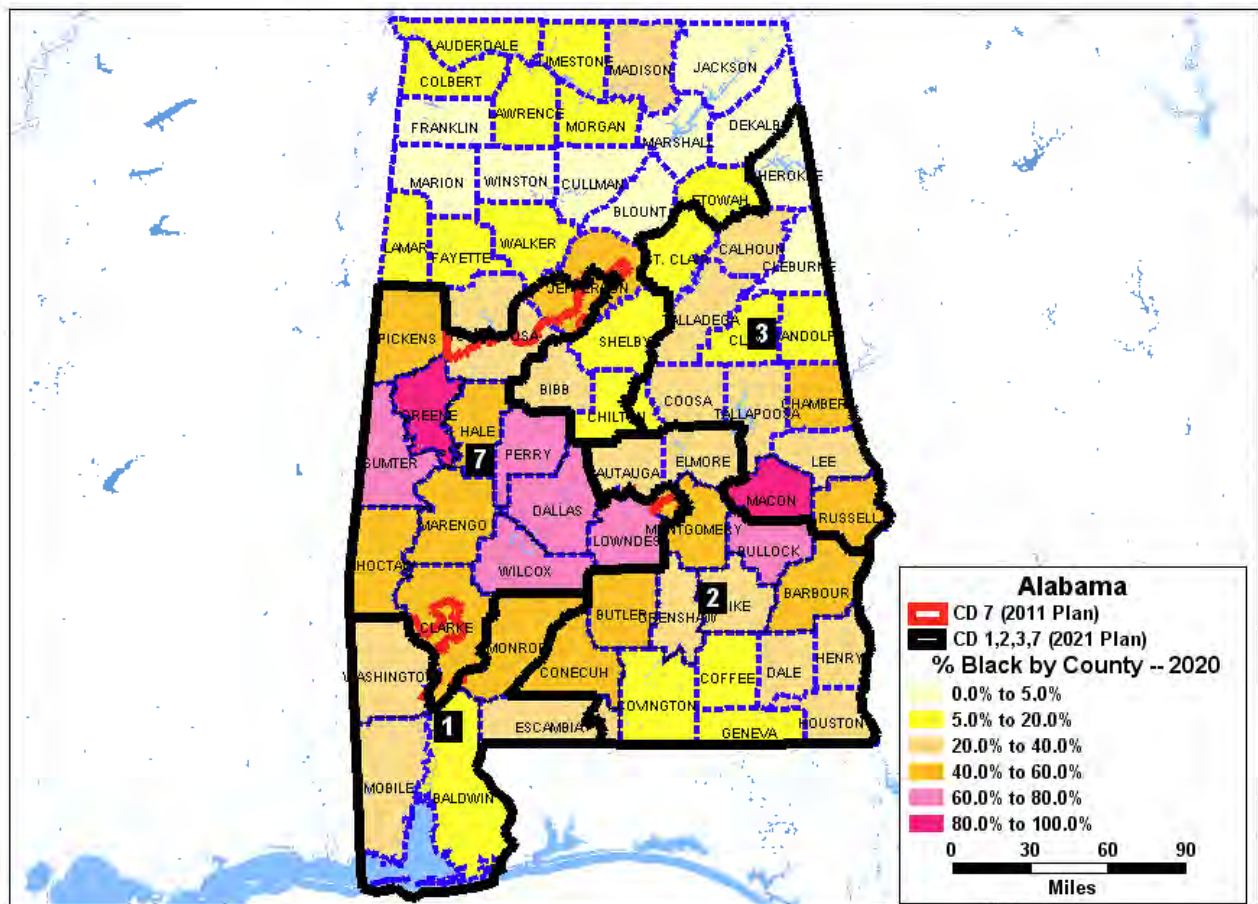 LAUDERDALE
LIMESTONE
MADISON
JACKSON
COLBERT
LAWRENCE
MORGAN
FRANKLIN
DEKALB
MARSHALL
MARION
WINSTON
CULLMAN
CHEROKEE
BLOUNT
ETOWAH
LAMAR
FAYETTE
WALKER
CALHOUN
ST. CLAIR
CLEBURNE
JEFFERSON
TALLADEGA
PICKENS
SHELBY
3
RANDOLPH
BIBB
COOSA
CHAMBERS
GREENE
CHILTON
TALLAPOOSA
HALE
PERRY
7
SUMTER
AUTAUGA
ELMORE
LEE
MACON
DALLAS
MARENGO
MONTGOMERY
RUSSELL
LOWNDES
BULLOCK
CHOCTAW
WILCOX
BARBOUR
BUTLER
2
PIKE
CRENSHAW
CLARKE
MONROE
CONECUH
HENRY
WASHINGTON
COFFEE
DALE
COVINGTON
1
ESCAMBIA
HOUSTON
GENEVA
MOBILE
BALDWIN
Alabama
CD 7 (2011 Plan)
CD 1,2,3,7 (2021 Plan)
% Black by County -- 2020
0.0% to 5.0%
5.0% to 20.0%
20.0% to 40.0%
40.0% to 60.0%
60.0% to 80.0%
80.0% to 100.0%
0 30 60 90
Miles